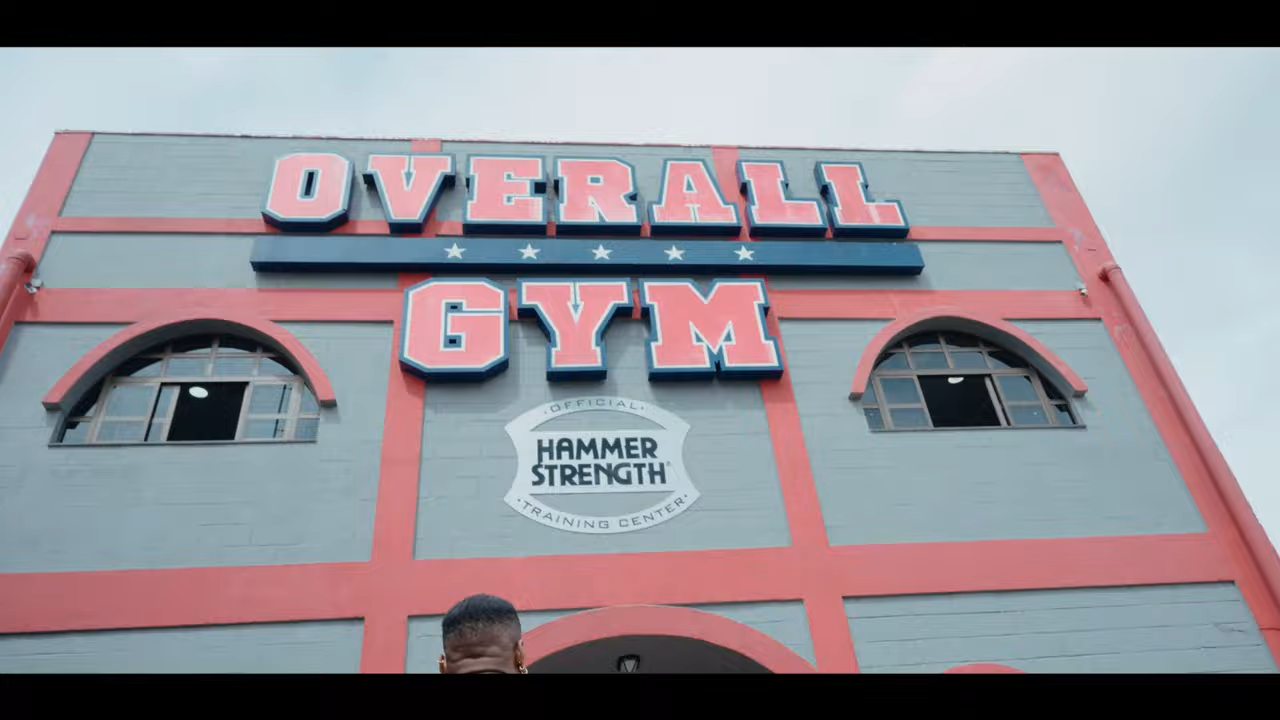 OVERALL
GYM
OFFICIAL
HAMMER
STRENGTH
TRAINING CENTER